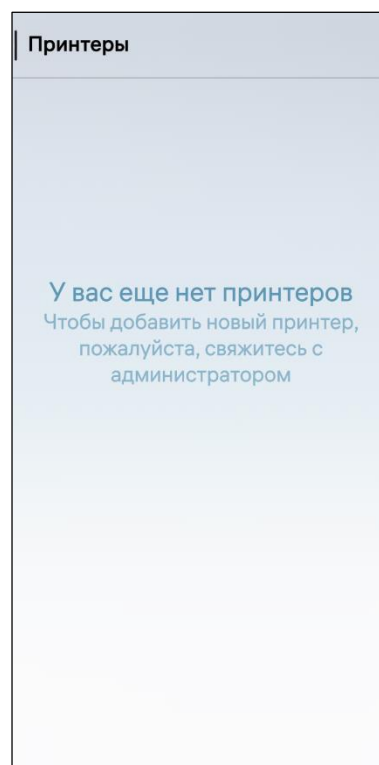 Принтеры
У вас еще нет принтеров
Чтобы добавить новый принтер,
пожалуйста, свяжитесь с
администратором